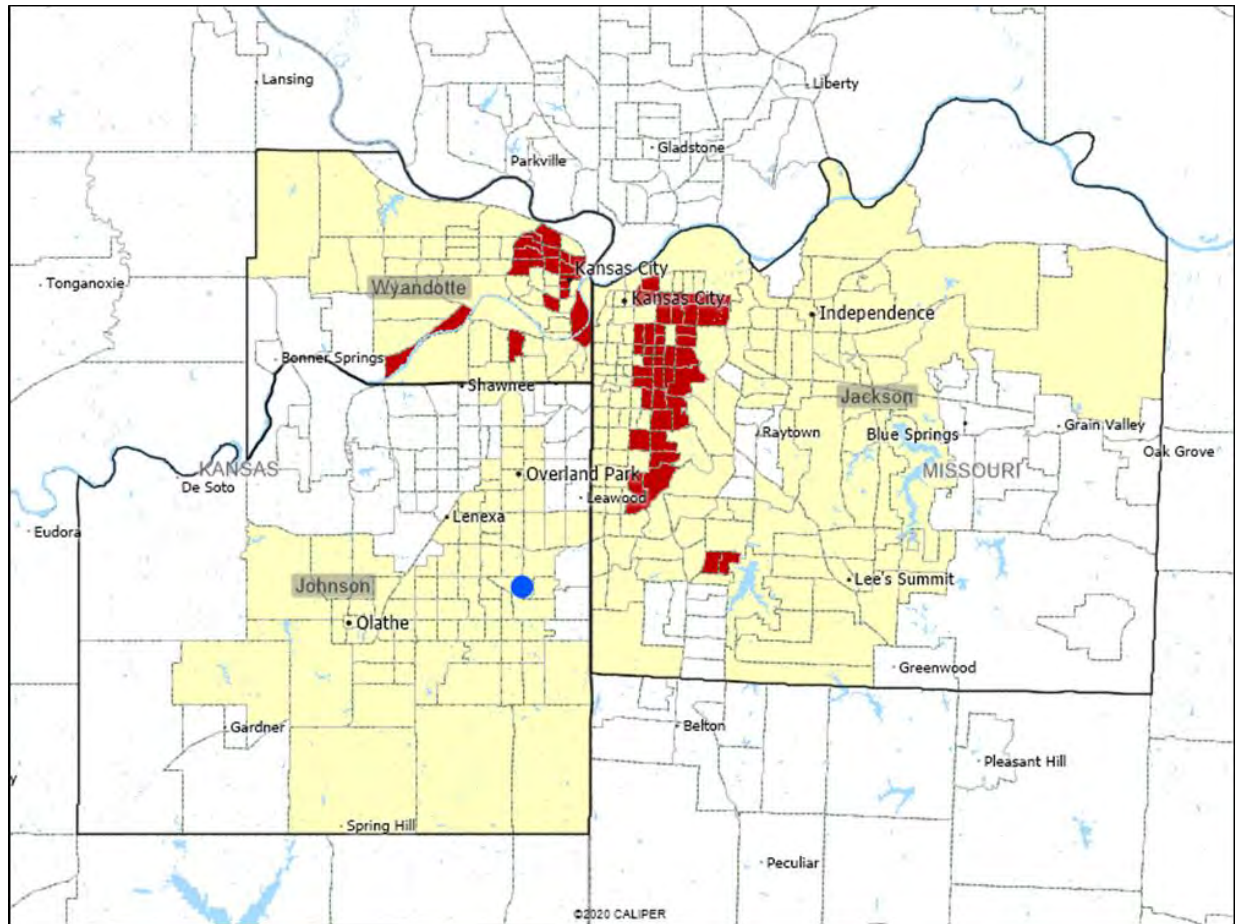 Lansing
Liberty
Gladstone
Parkville
Kansas City
Tonganoxie
Wyandotte
Kansas City
Independence
Bonner Springs
Shawnee
Jackson
Raytown
Blue Springs
Grain Valley
Oak Grove
KANSAS
MISSOURI
Overland Park
De Soto
Leawood
Lenexa
Eudora
Johnson
Lee's Summit
Olathe
Greenwood
Gardner
Belton
Pleasant Hill
y
Spring Hill
Peculiar
©2020 CALIPER